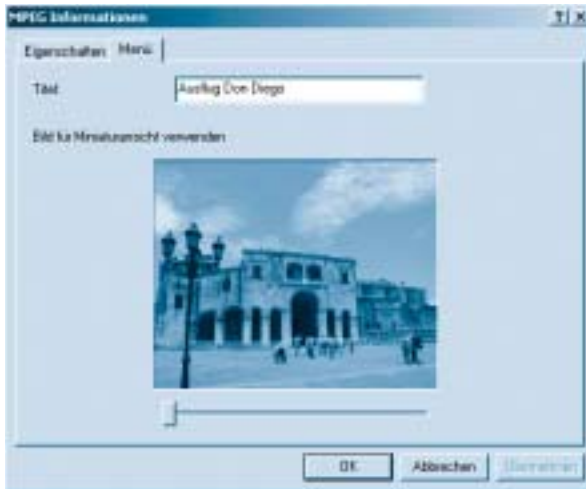 MPEG Informationen
Eigenschaften Menü
Titel
Ausflug Don Diego
Bild für Miniaturansicht verwenden
OK Abbrechen Übernehmen